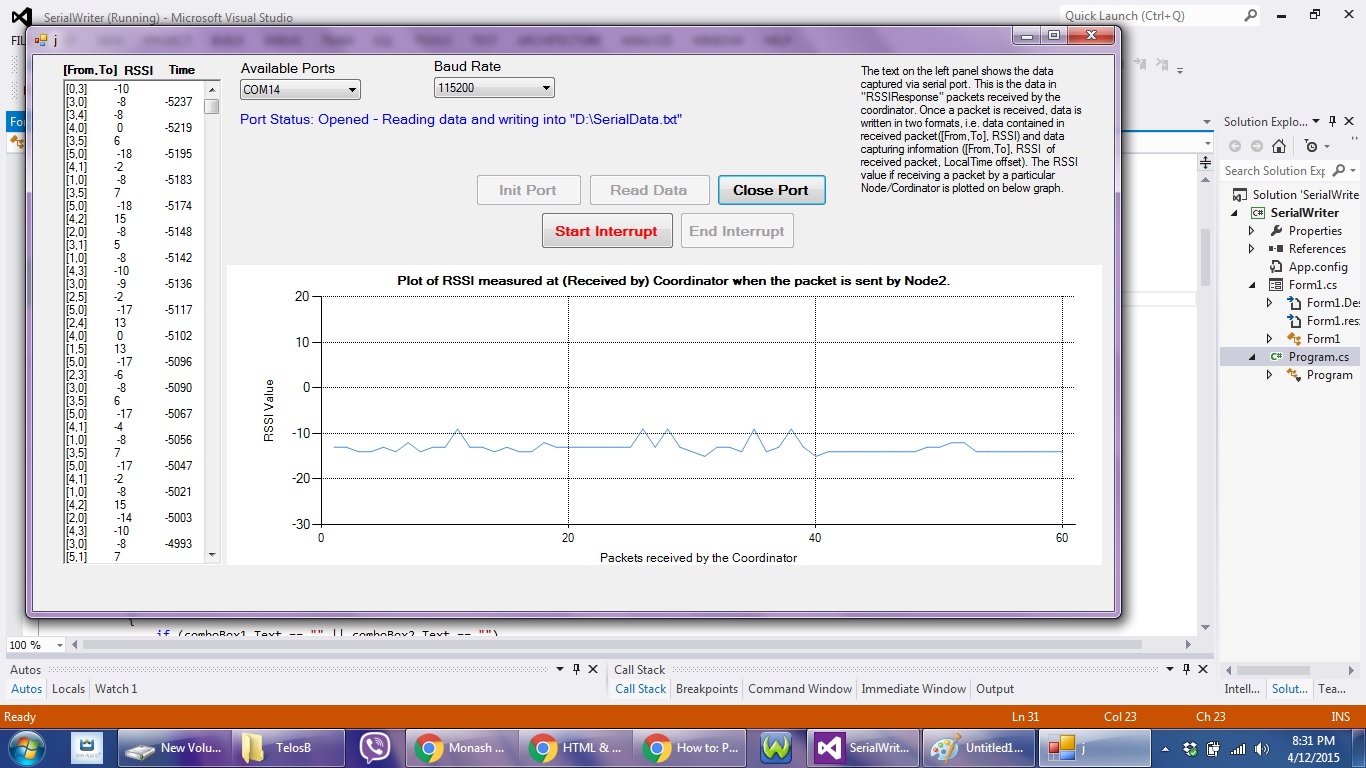 SerialWriter (Running) - Microsoft Visual Studio
Quick Launch (Ctrl+Q)
j
[From,To] RSSI Time
[0,3] -10
[3,0] -8 -5237
[3,4] -8
[4,0] 0 -5219
[3,5] 6
[5,0] -18 -5195
[4,1] -2
[1,0] -8 -5183
[3,5] 7
[5,0] -18 -5174
[4,2] 15
[2,0] -8 -5148
[3,1] 5
[1,0] -8 -5142
[4,3] -10
[3,0] -9 -5136
[2,5] -2
[5,0] -17 -5117
[2,4] 13
[4,0] 0 -5102
[1,5] 13
[5,0] -17 -5096
[2,3] -6
[3,0] -8 -5090
[3,5] 6
[5,0] -17 -5067
[4,1] -4
[1,0] -8 -5056
[3,5] 7
[5,0] -17 -5047
[4,1] -2
[1,0] -8 -5021
[4,2] 15
[2,0] -14 -5003
[4,3] -10
[3,0] -8 -4993
[5,1] 7
Available Ports
COM14
Baud Rate
115200
Port Status: Opened - Reading data and writing into "D:\SerialData.txt"
The text on the left panel shows the data
captured via serial port. This is the data in
"RSSIResponse" packets received by the
coordinator. Once a packet is received, data is
written in two formats, i.e. data contained in
received packet([From,To], RSSI) and data
capturing information ([From,To], RSSI of
received packet, LocalTime offset). The RSSI
value if receiving a packet by a particular
Node/Cordinator is plotted on below graph.
Init Port Read Data Close Port
Start Interrupt End Interrupt
Plot of RSSI measured at (Received by) Coordinator when the packet is sent by Node2.
20
10
0
-10
-20
-30
RSSI Value
0 20 40 60
Packets received by the Coordinator
Solution Explo...
Search Solution Exp
Solution 'SerialWrite
C# SerialWriter
Properties
References
App.config
Form1.cs
Form1.De
Form1.res
Form1
C# Program.cs
Program
{
if (comboBox1.Text == "" || comboBox2.Text == "")
100 %
Autos
Call Stack
Autos Locals Watch 1
Call Stack Breakpoints Command Window Immediate Window Output
Intell... Solut... Tea...
Ready
Ln 31 Col 23 Ch 23 INS
New Volu...
TelosB
Monash ...
HTML & ...
How to: P...
SerialWrit...
Untitled1...
j
8:31 PM
4/12/2015